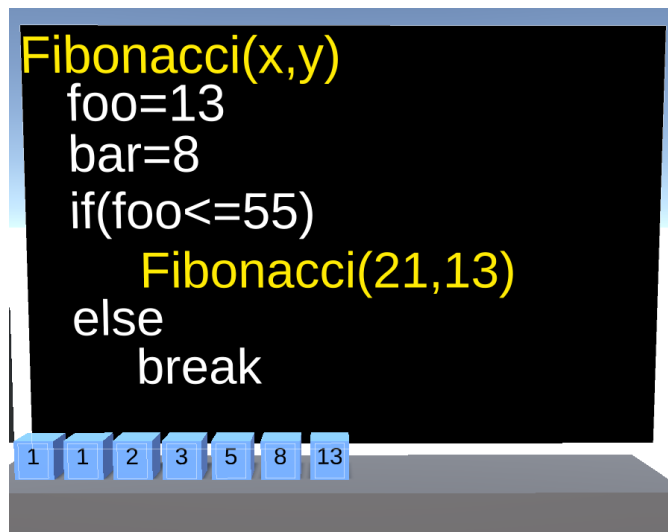 Fibonacci(x,y)
foo=13
bar=8
if(foo<=55)
Fibonacci(21,13)
else
break
1 1 2 3 5 8 13